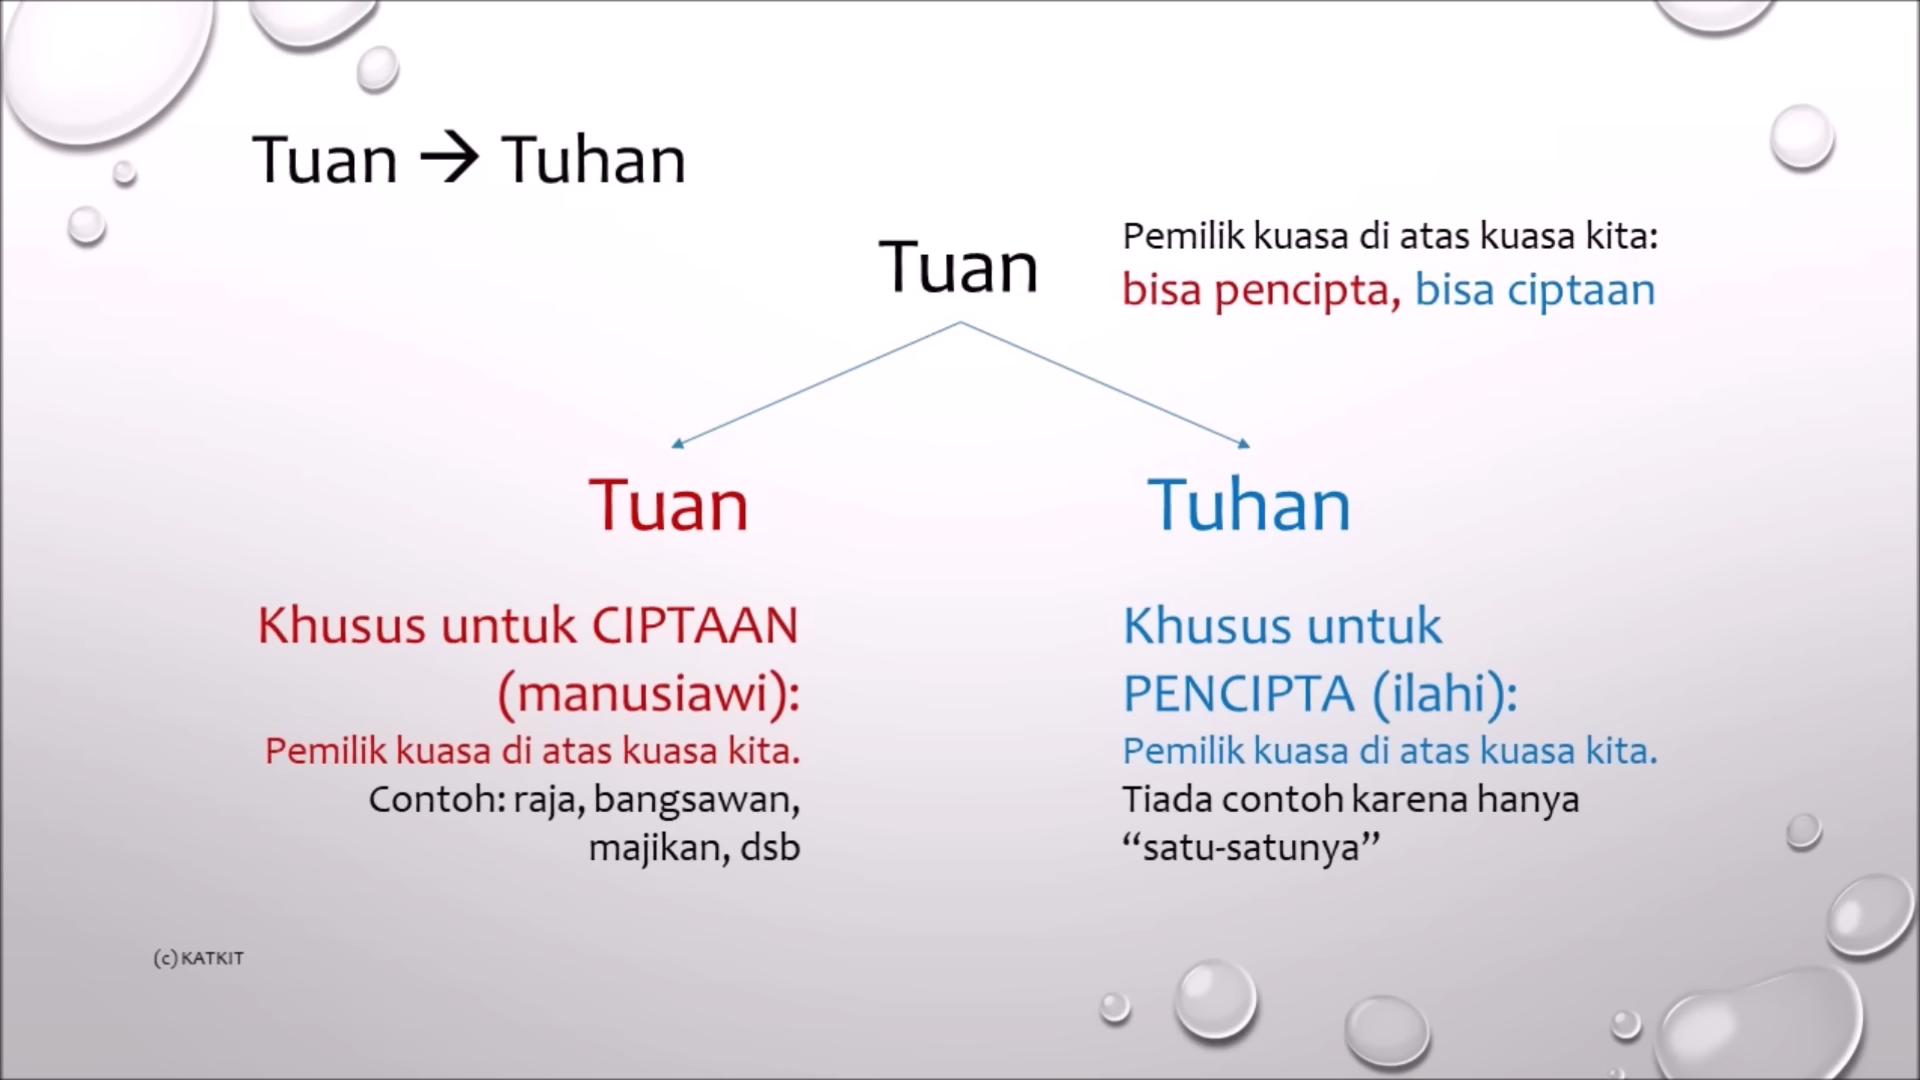 Tuan → Tuhan
Tuan
Pemilik kuasa di atas kuasa kita:
bisa pencipta, bisa ciptaan
Tuan
Khusus untuk CIPTAAN
(manusiawi):
Pemilik kuasa di atas kuasa kita.
Contoh: raja, bangsawan,
majikan, dsb
Tuhan
Khusus untuk
PENCIPTA (ilahi):
Pemilik kuasa di atas kuasa kita.
Tiada contoh karena hanya
“satu-satunya”
(c) KATKIT